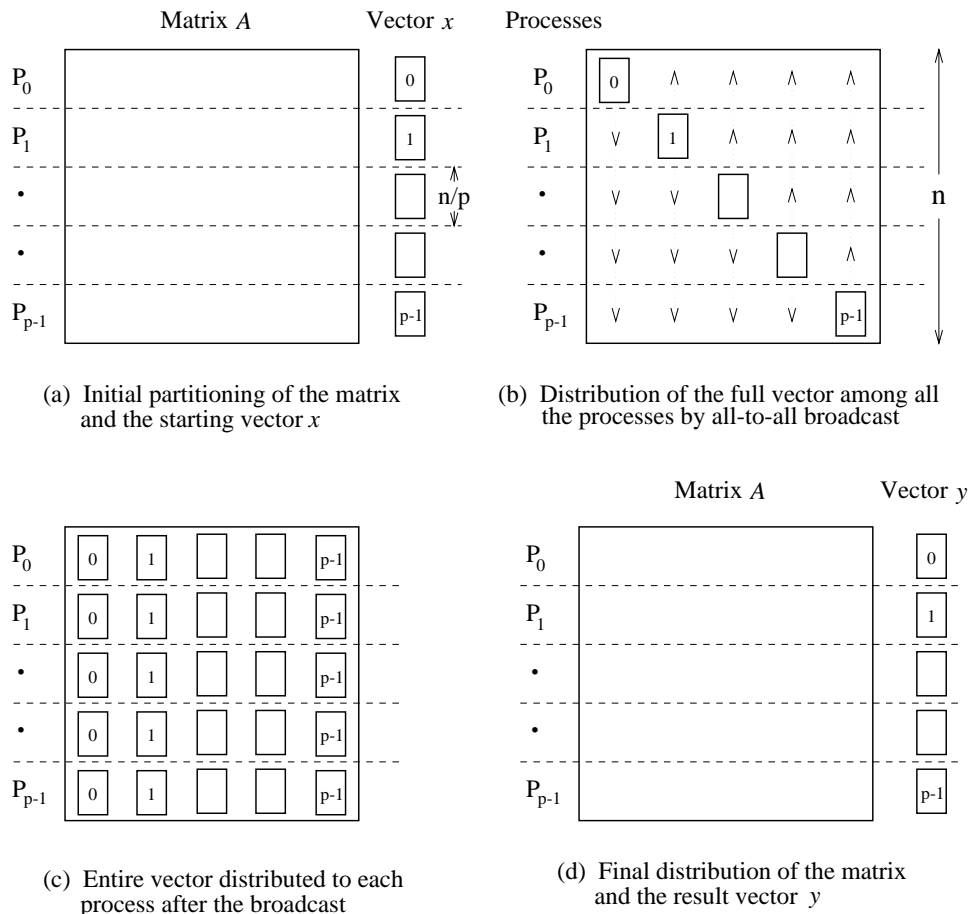 Matrix A
Vector x
P0
0
P1
1
n/p
Pp-1
p-1
(a) Initial partitioning of the matrix
and the starting vector x
Processes
P0
0
P1
1
n
Pp-1
p-1
(b) Distribution of the full vector among all
the processes by all-to-all broadcast
P0
0 1 p-1
P1
0 1 p-1
0 1 p-1
0 1 p-1
Pp-1
0 1 p-1
(c) Entire vector distributed to each
process after the broadcast
Matrix A
Vector y
P0
0
P1
1
Pp-1
p-1
(d) Final distribution of the matrix
and the result vector y